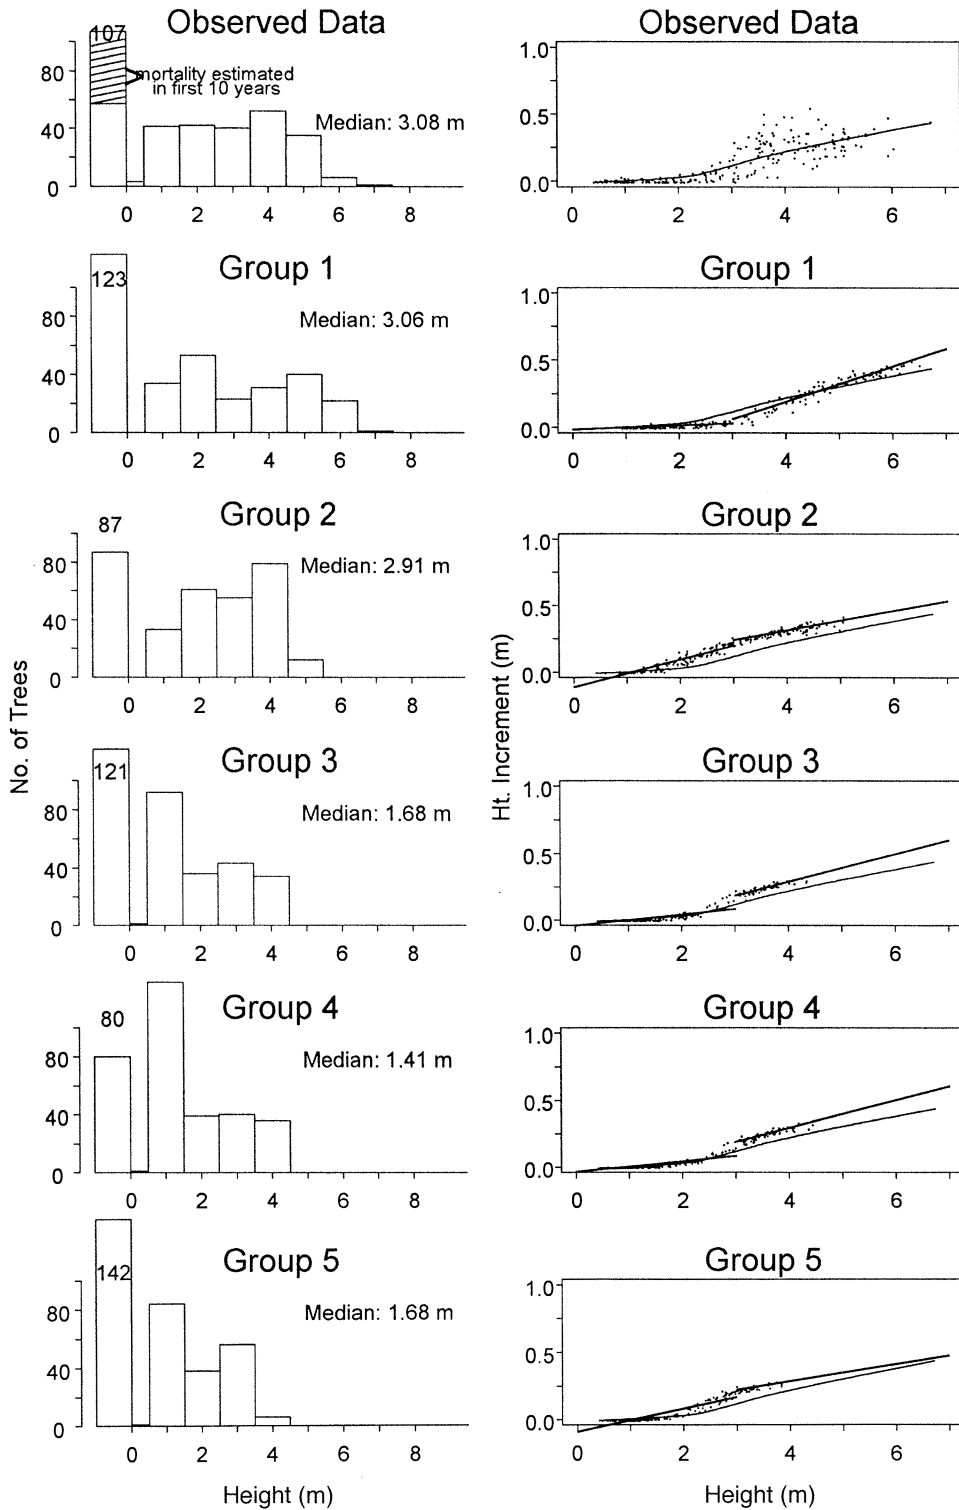 Observed Data
107
mortality estimated
in first 10 years
Median: 3.08 m
80
40
0
0 2 4 6 8
Observed Data
1.0
0.5
0.0
0 2 4 6
Group 1
123
Median: 3.06 m
80
40
0
0 2 4 6 8
Group 1
1.0
0.5
0.0
0 2 4 6
Group 2
87
Median: 2.91 m
80
40
0
0 2 4 6 8
Group 2
1.0
0.5
0.0
0 2 4 6
No. of Trees
Ht. Increment (m)
Group 3
121
Median: 1.68 m
80
40
0
0 2 4 6 8
Group 3
1.0
0.5
0.0
0 2 4 6
Group 4
80
Median: 1.41 m
80
40
0
0 2 4 6 8
Group 4
1.0
0.5
0.0
0 2 4 6
Group 5
142
Median: 1.68 m
80
40
0
0 2 4 6 8
Height (m)
Group 5
1.0
0.5
0.0
0 2 4 6
Height (m)